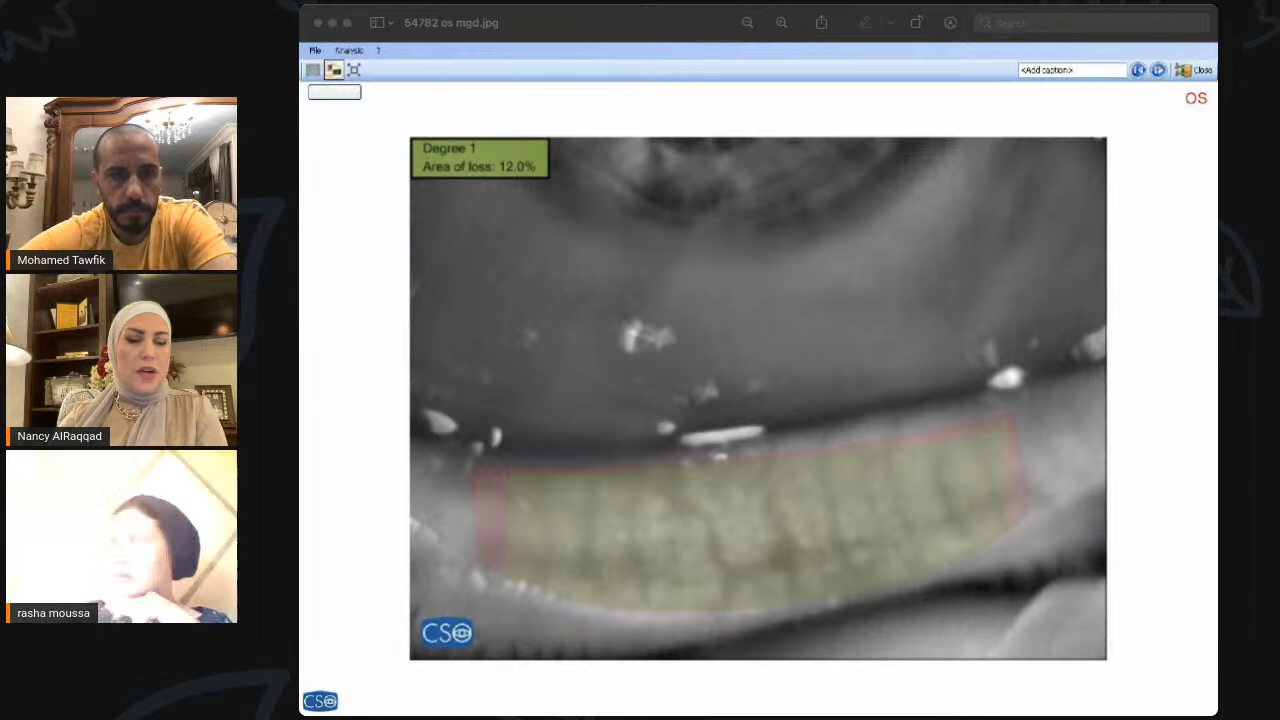 54782 os mgd.jpg
Search
File Analysis ?
<Add caption>
Close
OS
Degree 1
Area of loss: 12.0%
Mohamed Tawfik
Nancy AlRaqqad
rasha moussa
CSO
CSO